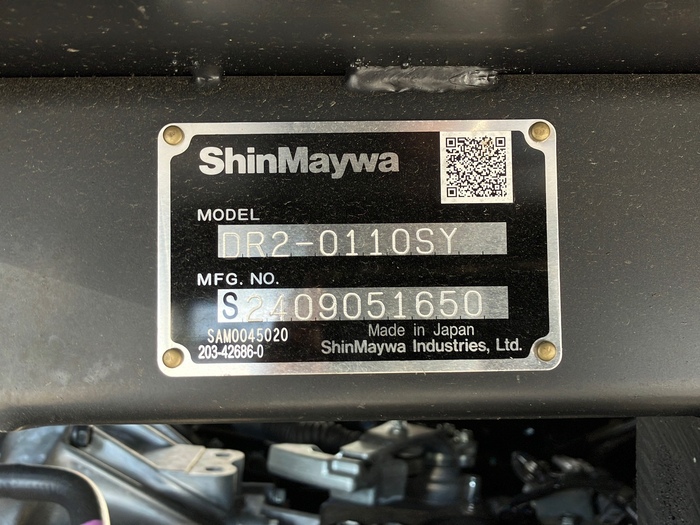 ShinMaywa
MODEL
DR2-0110SY
MFG. NO.
S2409051650
SAM0045020
203-42686-0
Made in Japan
ShinMaywa Industries, Ltd.